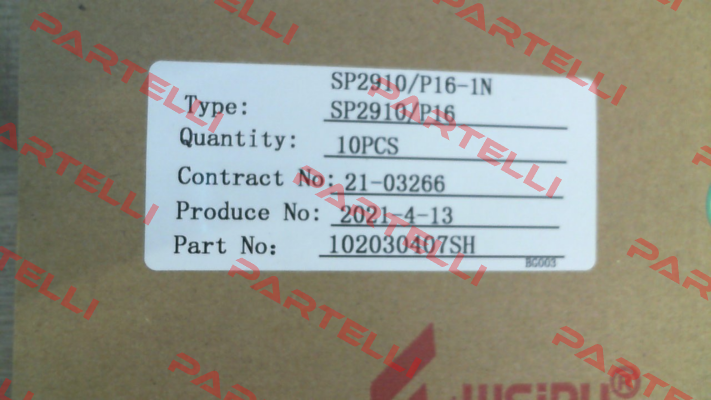 SP2910/P16-1N
Type: SP2910/P16
Quantity: 10PCS
Contract No: 21-03266
Produce No: 2021-4-13
Part No: 102030407SH
BG003
WEIPU®
PARTELLI
PARTELLI
PARTELLI
PARTELLI
PARTELLI
PARTELLI
PARTELLI